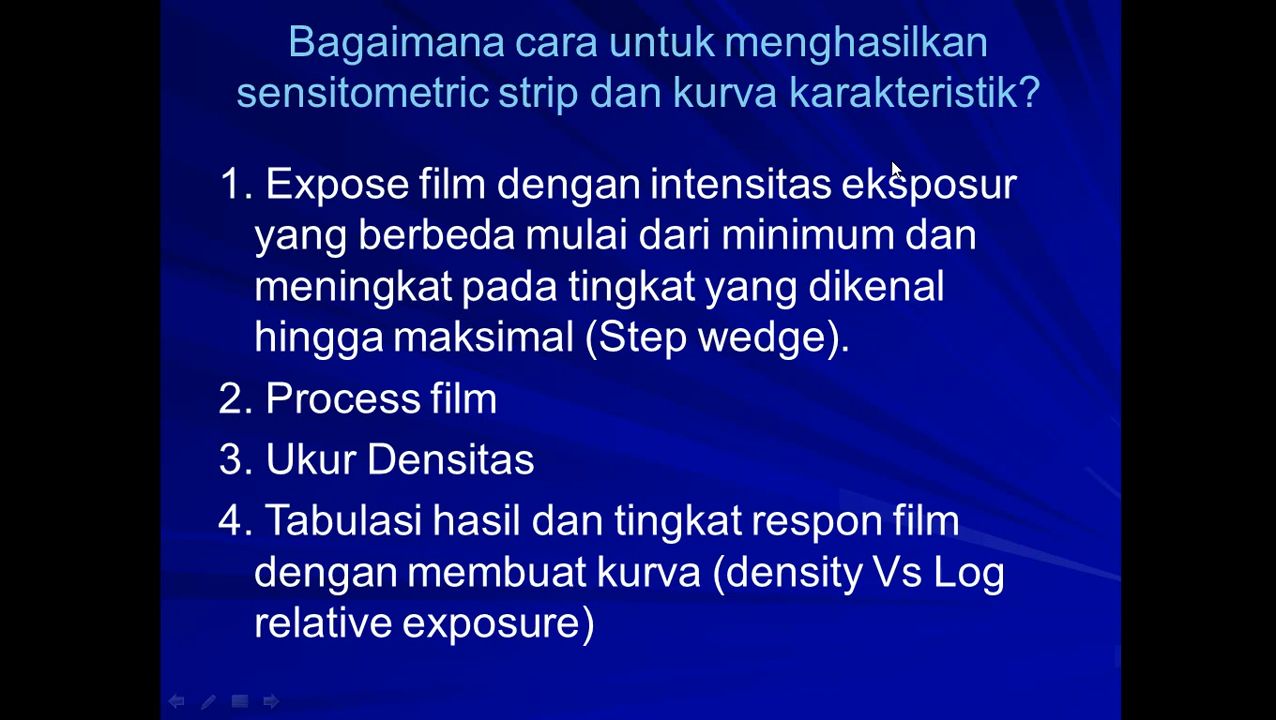 Bagaimana cara untuk menghasilkan
sensitometric strip dan kurva karakteristik?
1. Expose film dengan intensitas eksposur
yang berbeda mulai dari minimum dan
meningkat pada tingkat yang dikenal
hingga maksimal (Step wedge).
2. Process film
3. Ukur Densitas
4. Tabulasi hasil dan tingkat respon film
dengan membuat kurva (density Vs Log
relative exposure)